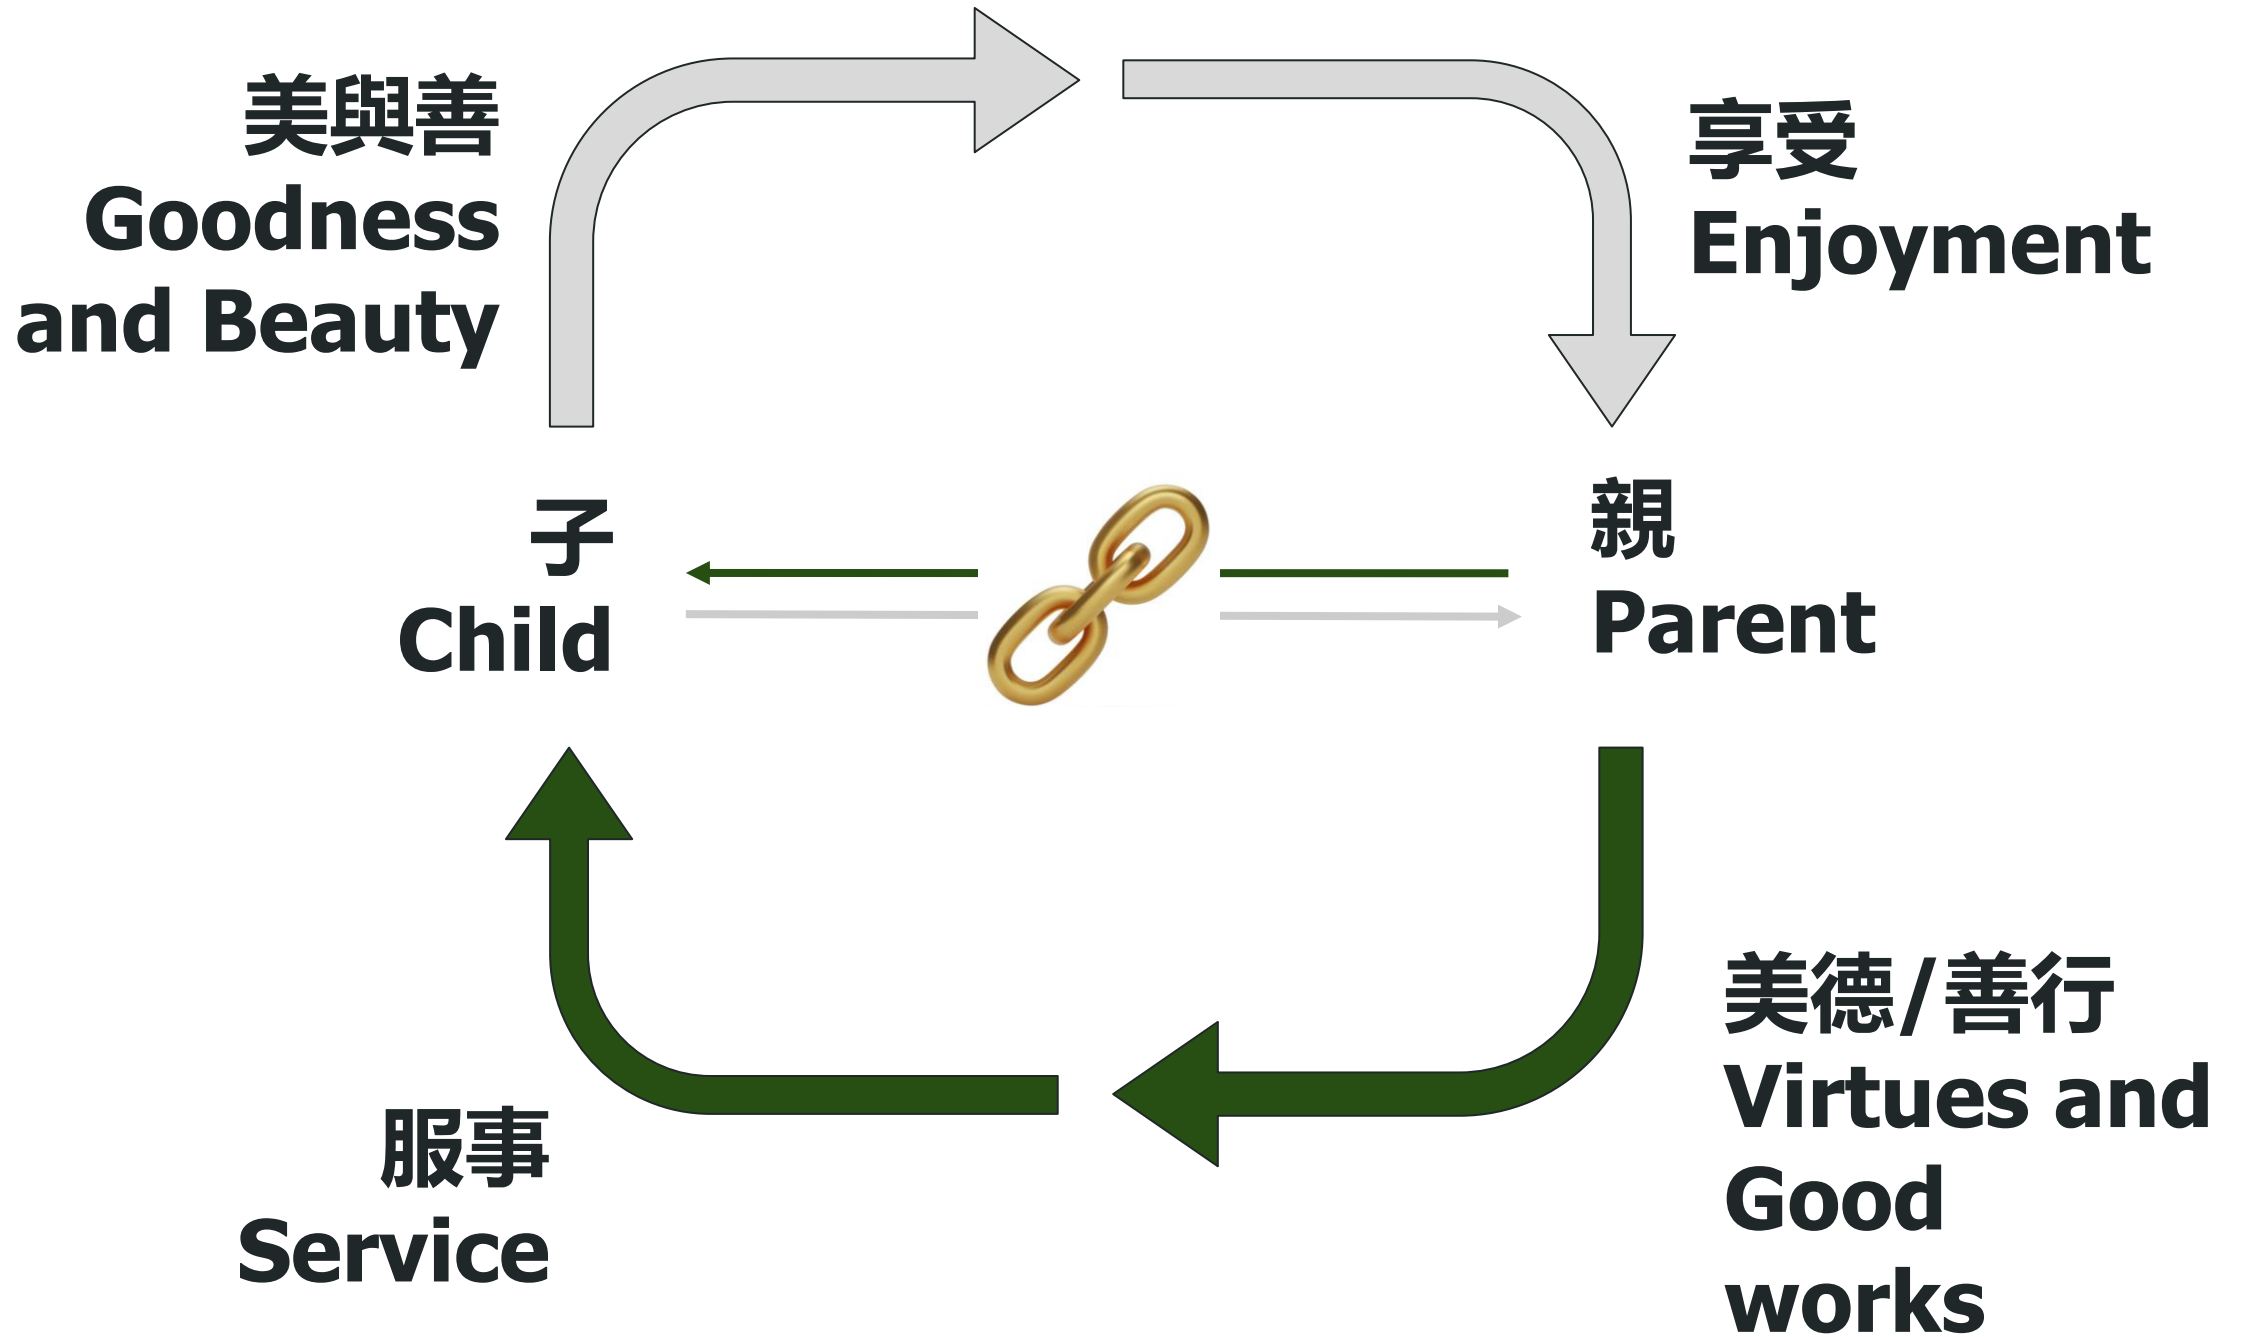 美與善
Goodness
and Beauty
享受
Enjoyment
子
Child
親
Parent
服事
Service
美德/善行
Virtues and
Good
works